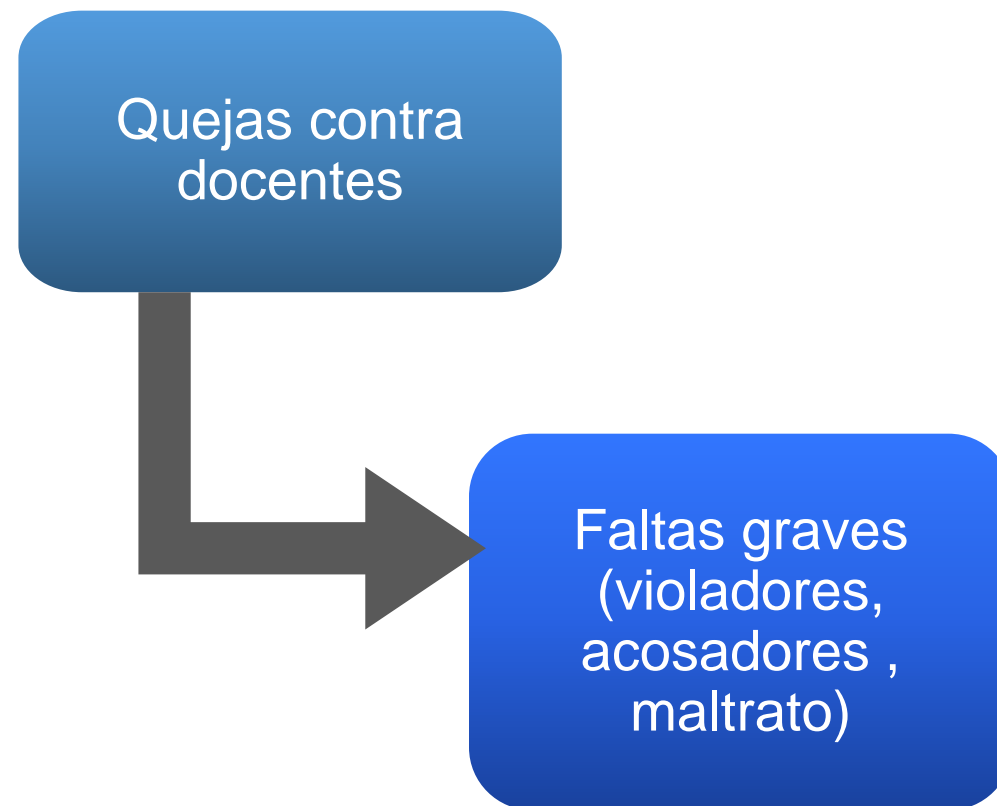 Quejas contra
docentes
Faltas graves
(violadores,
acosadores ,
maltrato)